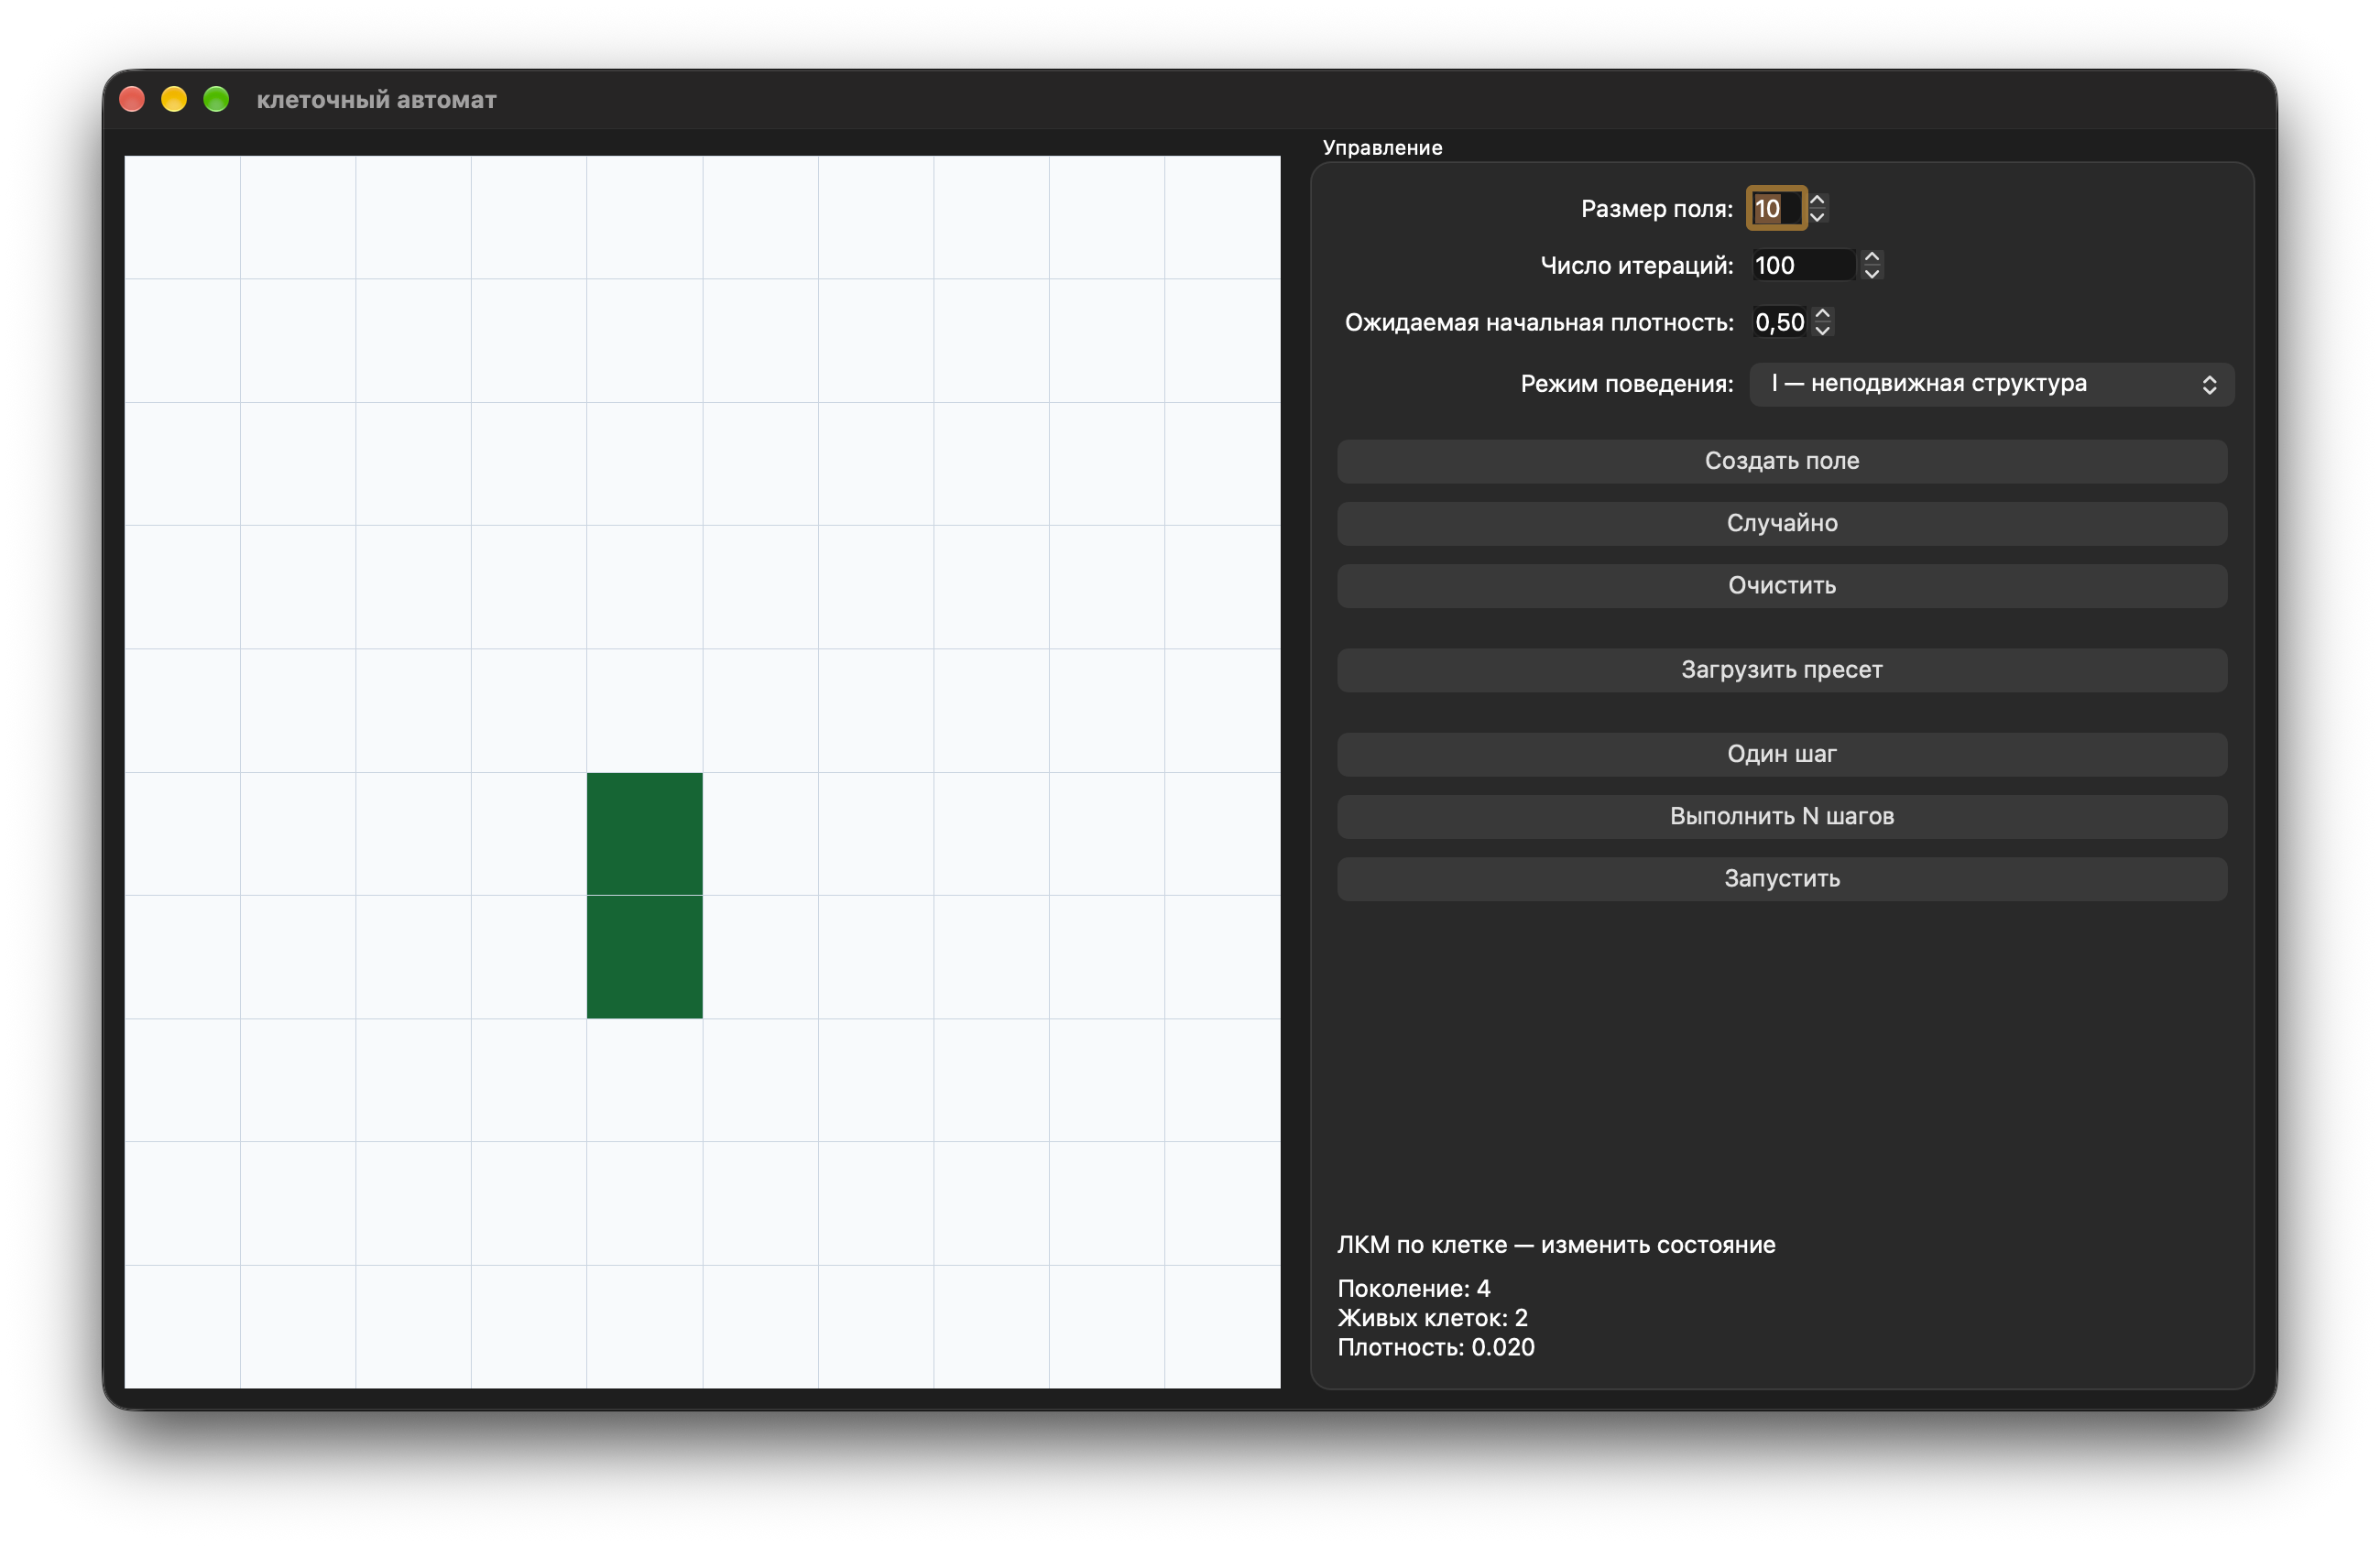 клеточный автомат
Управление
Размер поля: 10
Число итераций: 100
Ожидаемая начальная плотность: 0,50
Режим поведения: I — неподвижная структура
Создать поле
Случайно
Очистить
Загрузить пресет
Один шаг
Выполнить N шагов
Запустить
ЛКМ по клетке — изменить состояние
Поколение: 4
Живых клеток: 2
Плотность: 0.020